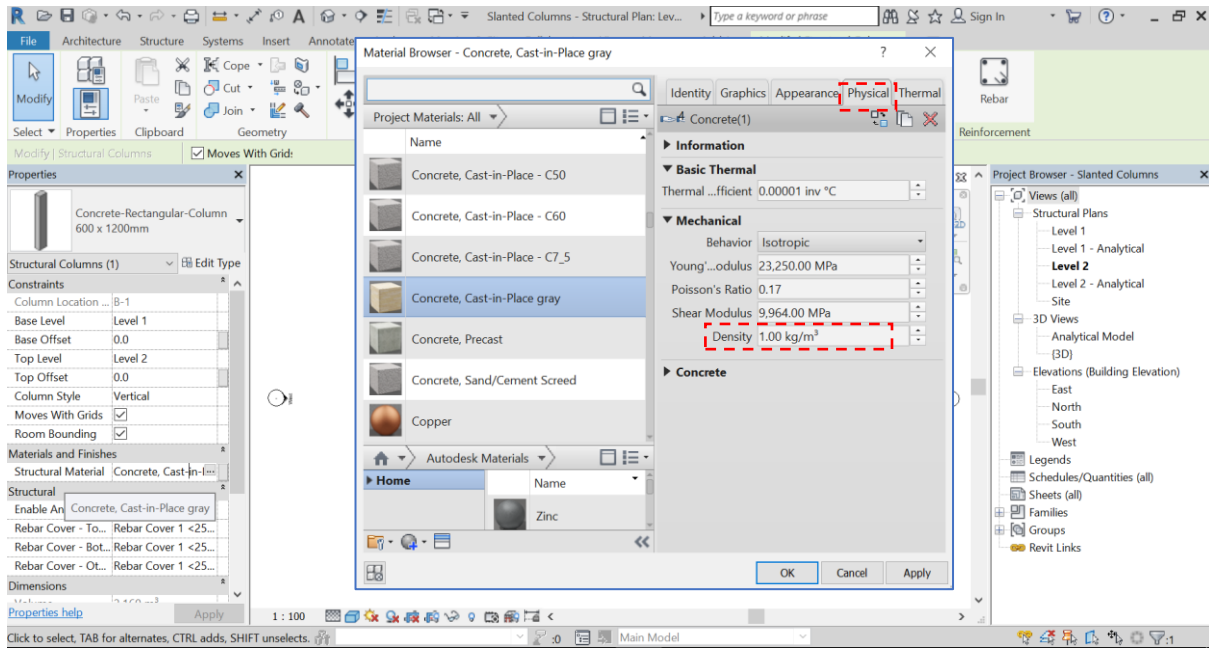 Slanted Columns - Structural Plan: Lev...
Type a keyword or phrase
Sign In
File Architecture Structure Systems Insert Annotate
Modify
Paste
Cope
Cut
Join
Rebar
Select Properties Clipboard Geometry
Reinforcement
Modify | Structural Columns
Moves With Grids
Properties
Concrete-Rectangular-Column
600 x 1200mm
Structural Columns (1) Edit Type
Constraints
Column Location ... B-1
Base Level Level 1
Base Offset 0.0
Top Level Level 2
Top Offset 0.0
Column Style Vertical
Moves With Grids
Room Bounding
Materials and Finishes
Structural Material Concrete, Cast-in-
Structural
Enable An
Concrete, Cast-in-Place gray
Rebar Cover - To... Rebar Cover 1 <25...
Rebar Cover - Bot... Rebar Cover 1 <25...
Rebar Cover - Ot... Rebar Cover 1 <25...
Dimensions
Properties help Apply
Material Browser - Concrete, Cast-in-Place gray ?
Project Materials: All
Name
Concrete, Cast-in-Place - C50
Concrete, Cast-in-Place - C60
Concrete, Cast-in-Place - C7_5
Concrete, Cast-in-Place gray
Concrete, Precast
Concrete, Sand/Cement Screed
Copper
Autodesk Materials
Home
Name
Zinc
Identity Graphics Appearance Physical Thermal
Concrete(1)
Information
Basic Thermal
Thermal ...fficient 0.00001 inv °C
Mechanical
Behavior Isotropic
Young'...odulus 23,250.00 MPa
Poisson's Ratio 0.17
Shear Modulus 9,964.00 MPa
Density 1.00 kg/m³
Concrete
OK Cancel Apply
Project Browser - Slanted Columns
Views (all)
Structural Plans
Level 1
Level 1 - Analytical
Level 2
Level 2 - Analytical
Site
3D Views
Analytical Model
{3D}
Elevations (Building Elevation)
East
North
South
West
Legends
Schedules/Quantities (all)
Sheets (all)
Families
Groups
Revit Links
1 : 100
Click to select, TAB for alternates, CTRL adds, SHIFT unselects.
:0
Main Model
:1